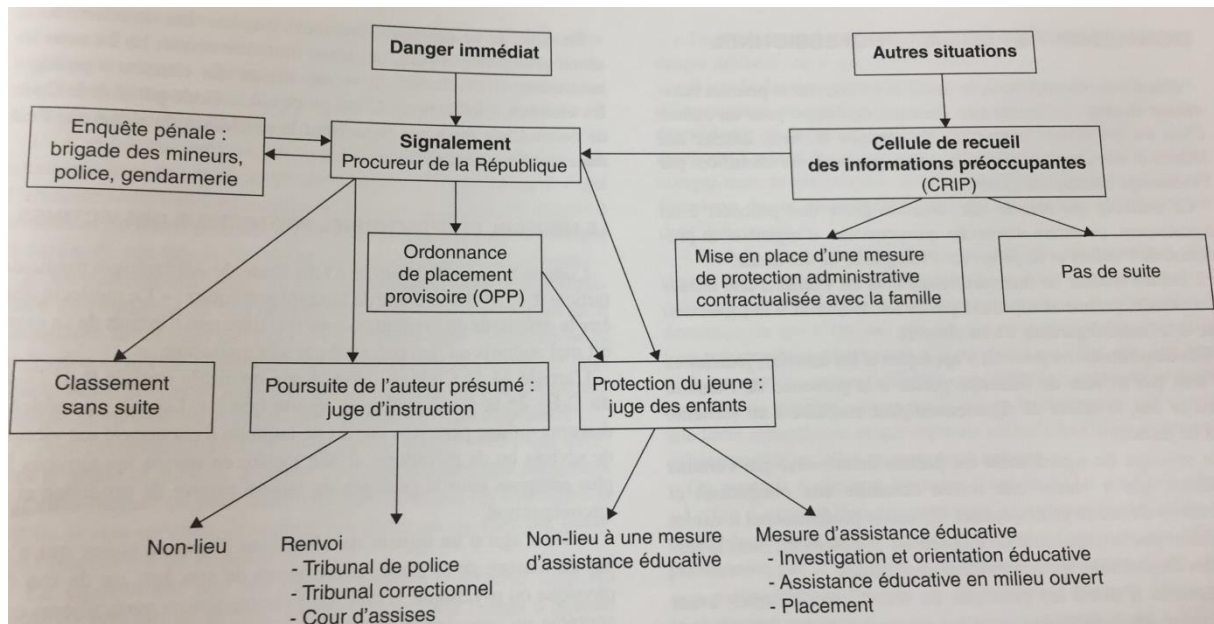 Danger immédiat
Autres situations
Enquête pénale :
brigade des mineurs,
police, gendarmerie
Signalement
Procureur de la République
Cellule de recueil
des informations préoccupantes
(CRIP)
Ordonnance
de placement
provisoire (OPP)
Mise en place d'une mesure
de protection administrative
contractualisée avec la famille
Pas de suite
Classement
sans suite
Poursuite de l'auteur présumé :
juge d'instruction
Protection du jeune :
juge des enfants
Non-lieu
Renvoi
- Tribunal de police
- Tribunal correctionnel
- Cour d'assises
Non-lieu à une mesure
d'assistance éducative
Mesure d'assistance éducative
- Investigation et orientation éducative
- Assistance éducative en milieu ouvert
- Placement